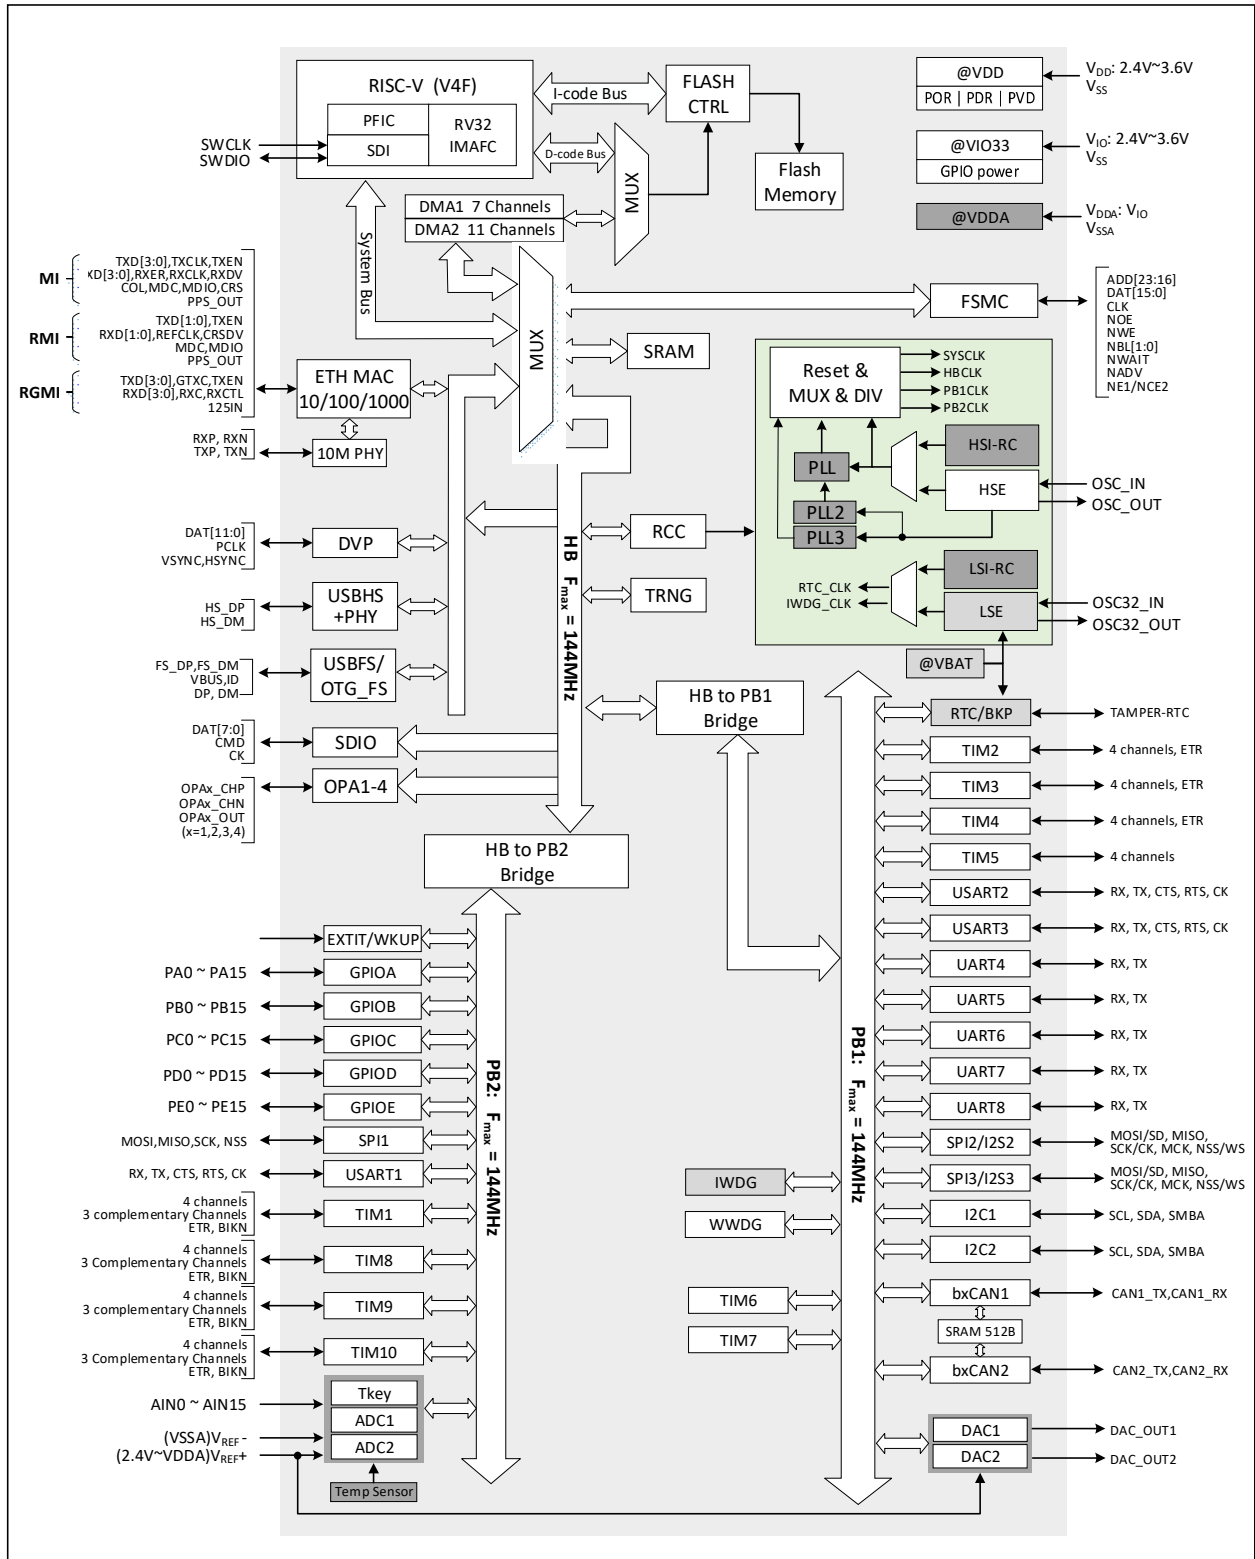 RISC-V (V4F)
PFIC
SDI
RV32
IMAFC
SWCLK
SWDIO
I-code Bus
D-code Bus
FLASH
CTRL
MUX
Flash
Memory
@VDD
POR | PDR | PVD
VDD: 2.4V~3.6V
VSS
@VIO33
GPIO power
VIO: 2.4V~3.6V
VSS
@VDDA
VDDA: VIO
VSSA
DMA1 7 Channels
DMA2 11 Channels
System Bus
MUX
MI
TXD[3:0],TXCLK,TXEN
XD[3:0],RXER,RXCLK,RXDV
COL,MDC,MDIO,CRS
PPS_OUT
RMI
TXD[1:0],TXEN
RXD[1:0],REFCLK,CRSDV
MDC,MDIO
PPS_OUT
RGMI
TXD[3:0],GTXC,TXEN
RXD[3:0],RXC,RXCTL
125IN
ETH MAC
10/100/1000
RXP, RXN
TXP, TXN
10M PHY
FSMC
ADD[23:16]
DAT[15:0]
CLK
NOE
NWE
NBL[1:0]
NWAIT
NADV
NE1/NCE2
SRAM
Reset &
MUX & DIV
SYSCLK
HBCLK
PB1CLK
PB2CLK
HSI-RC
PLL
HSE
OSC_IN
OSC_OUT
PLL2
PLL3
LSI-RC
RTC_CLK
IWDG_CLK
LSE
OSC32_IN
OSC32_OUT
@VBAT
RCC
TRNG
HB Fmax = 144MHz
DAT[11:0]
PCLK
VSYNC,HSYNC
DVP
HS_DP
HS_DM
USBHS
+PHY
FS_DP,FS_DM
VBUS,ID
DP, DM
USBFS/
OTG_FS
DAT[7:0]
CMD
CK
SDIO
OPAx_CHP
OPAx_CHN
OPAx_OUT
(x=1,2,3,4)
OPA1-4
HB to PB1
Bridge
HB to PB2
Bridge
RTC/BKP
TAMPER-RTC
TIM2
4 channels, ETR
TIM3
4 channels, ETR
TIM4
4 channels, ETR
TIM5
4 channels
USART2
RX, TX, CTS, RTS, CK
USART3
RX, TX, CTS, RTS, CK
UART4
RX, TX
UART5
RX, TX
UART6
RX, TX
UART7
RX, TX
UART8
RX, TX
SPI2/I2S2
MOSI/SD, MISO,
SCK/CK, MCK, NSS/WS
SPI3/I2S3
MOSI/SD, MISO,
SCK/CK, MCK, NSS/WS
I2C1
SCL, SDA, SMBA
I2C2
SCL, SDA, SMBA
bxCAN1
CAN1_TX,CAN1_RX
SRAM 512B
bxCAN2
CAN2_TX,CAN2_RX
DAC1
DAC_OUT1
DAC2
DAC_OUT2
PB1: Fmax = 144MHz
IWDG
WWDG
TIM6
TIM7
PB2: Fmax = 144MHz
EXTIT/WKUP
PA0 ~ PA15
GPIOA
PB0 ~ PB15
GPIOB
PC0 ~ PC15
GPIOC
PD0 ~ PD15
GPIOD
PE0 ~ PE15
GPIOE
MOSI,MISO,SCK, NSS
SPI1
RX, TX, CTS, RTS, CK
USART1
4 channels
3 complementary Channels
ETR, BIKN
TIM1
4 channels
3 Complementary Channels
ETR, BIKN
TIM8
4 channels
3 complementary Channels
ETR, BIKN
TIM9
4 channels
3 Complementary Channels
ETR, BIKN
TIM10
AIN0 ~ AIN15
Tkey
ADC1
(VSSA)VREF-
(2.4V~VDDA)VREF+
ADC2
Temp Sensor